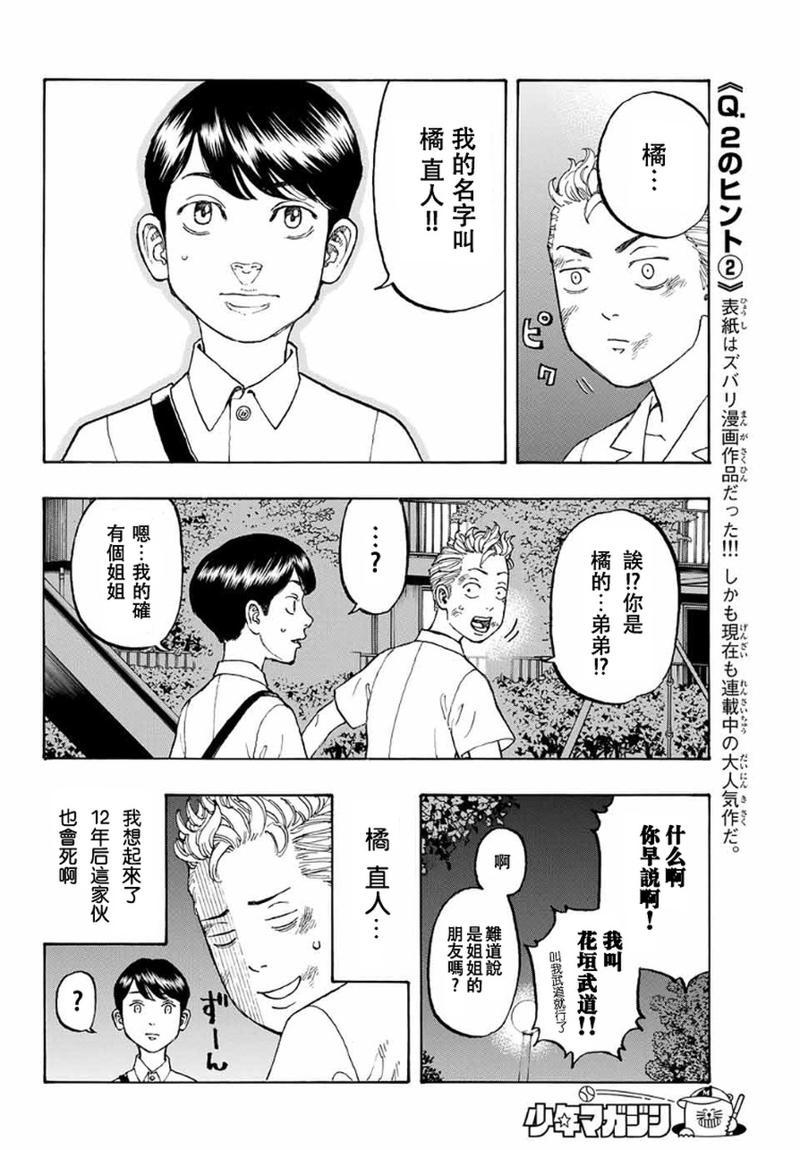 《Q.2のヒント②》表紙はズバリ漫画作品だった!!! しかも現在も連載中の大人気作だ。
橘…
ピク
我的名字叫
橘 直人!!
誒!?你是
橘的…弟弟!?
…?
嗯…我的確
有個姐姐
什么啊
你早説啊!
我叫
花垣武道!!
叫我武道就行了
啊
難道說
是姐姐的
朋友嗎?
橘 直人…
ずーん
我想起來了
12年后這家伙
也會死啊
?
少年マガジン